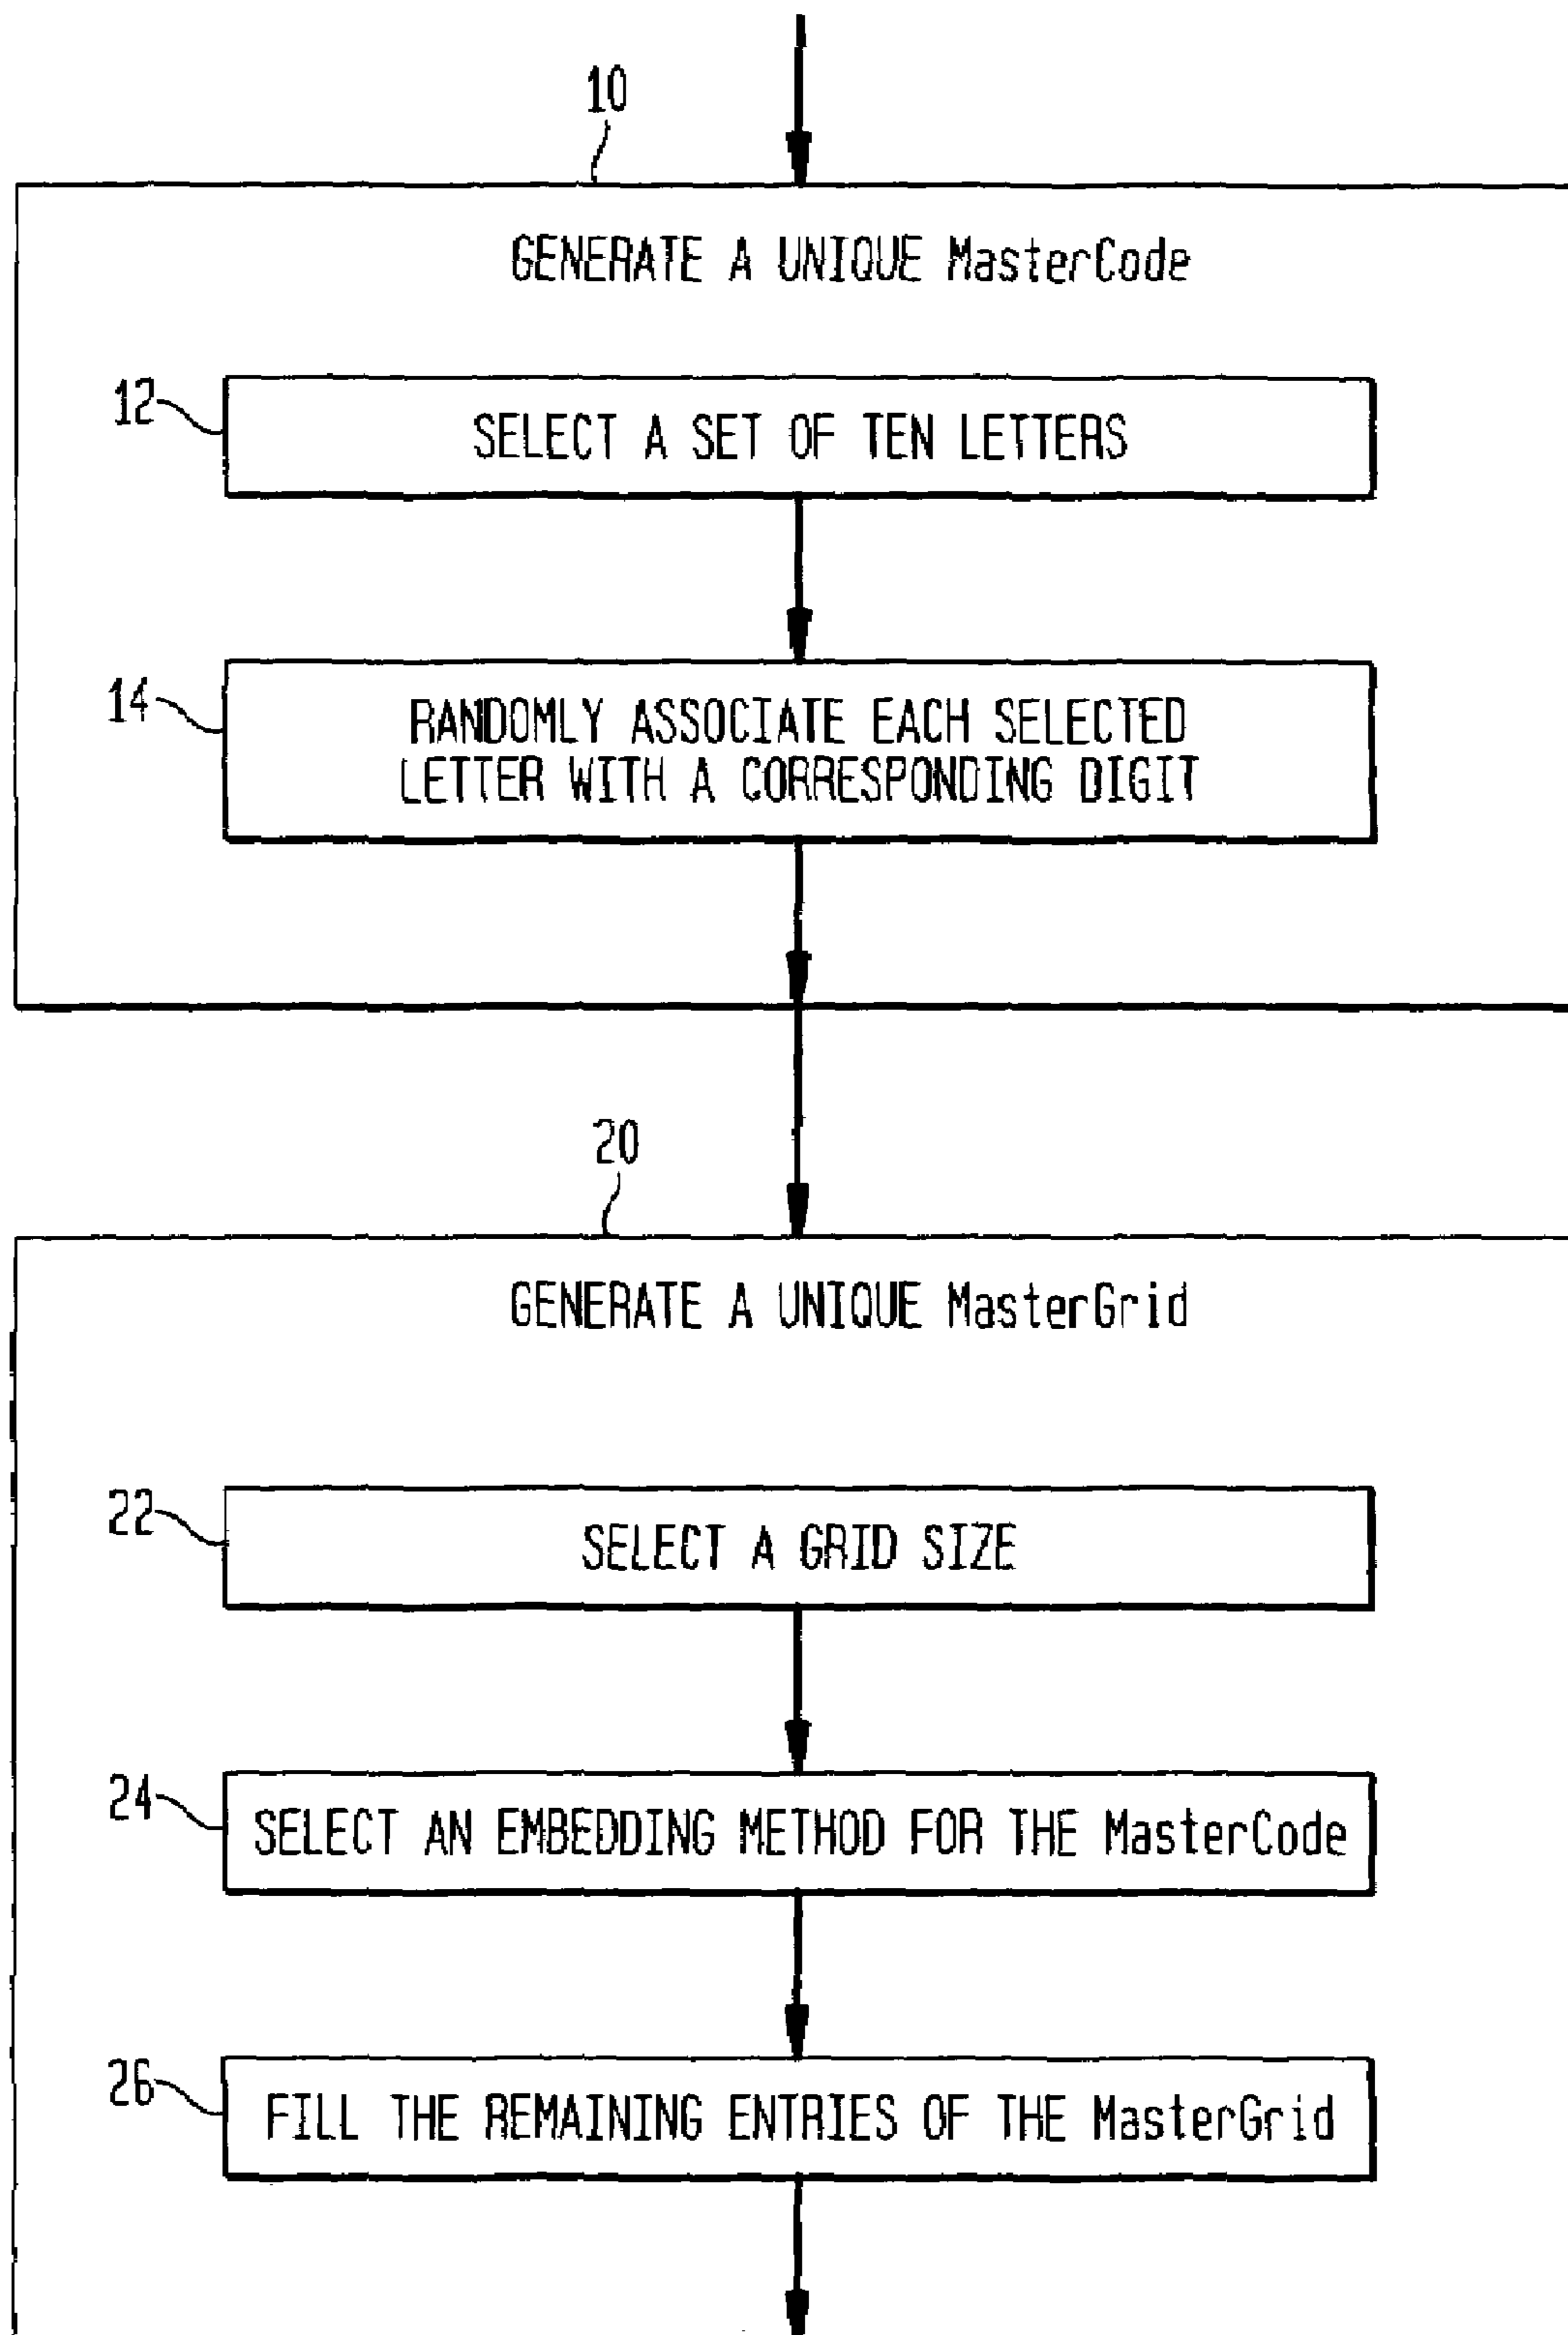 10
GENERATE A UNIQUE MasterCode
12
SELECT A SET OF TEN LETTERS
14
RANDOMLY ASSOCIATE EACH SELECTED
LETTER WITH A CORRESPONDING DIGIT
20
GENERATE A UNIQUE MasterGrid
22
SELECT A GRID SIZE
24
SELECT AN EMBEDDING METHOD FOR THE MasterCode
26
FILL THE REMAINING ENTRIES OF THE MasterGrid